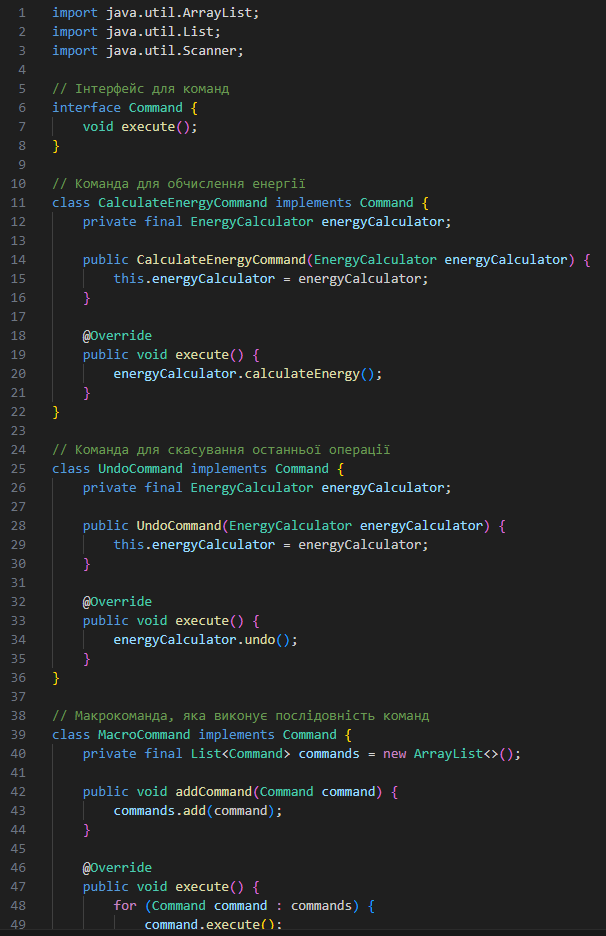 1 import java.util.ArrayList;
2 import java.util.List;
3 import java.util.Scanner;
4
5 // Інтерфейс для команд
6 interface Command {
7     void execute();
8 }
9
10 // Команда для обчислення енергії
11 class CalculateEnergyCommand implements Command {
12     private final EnergyCalculator energyCalculator;
13
14     public CalculateEnergyCommand(EnergyCalculator energyCalculator) {
15         this.energyCalculator = energyCalculator;
16     }
17
18     @Override
19     public void execute() {
20         energyCalculator.calculateEnergy();
21     }
22 }
23
24 // Команда для скасування останньої операції
25 class UndoCommand implements Command {
26     private final EnergyCalculator energyCalculator;
27
28     public UndoCommand(EnergyCalculator energyCalculator) {
29         this.energyCalculator = energyCalculator;
30     }
31
32     @Override
33     public void execute() {
34         energyCalculator.undo();
35     }
36 }
37
38 // Макрокоманда, яка виконує послідовність команд
39 class MacroCommand implements Command {
40     private final List<Command> commands = new ArrayList<>();
41
42     public void addCommand(Command command) {
43         commands.add(command);
44     }
45
46     @Override
47     public void execute() {
48         for (Command command : commands) {
49             command.execute();